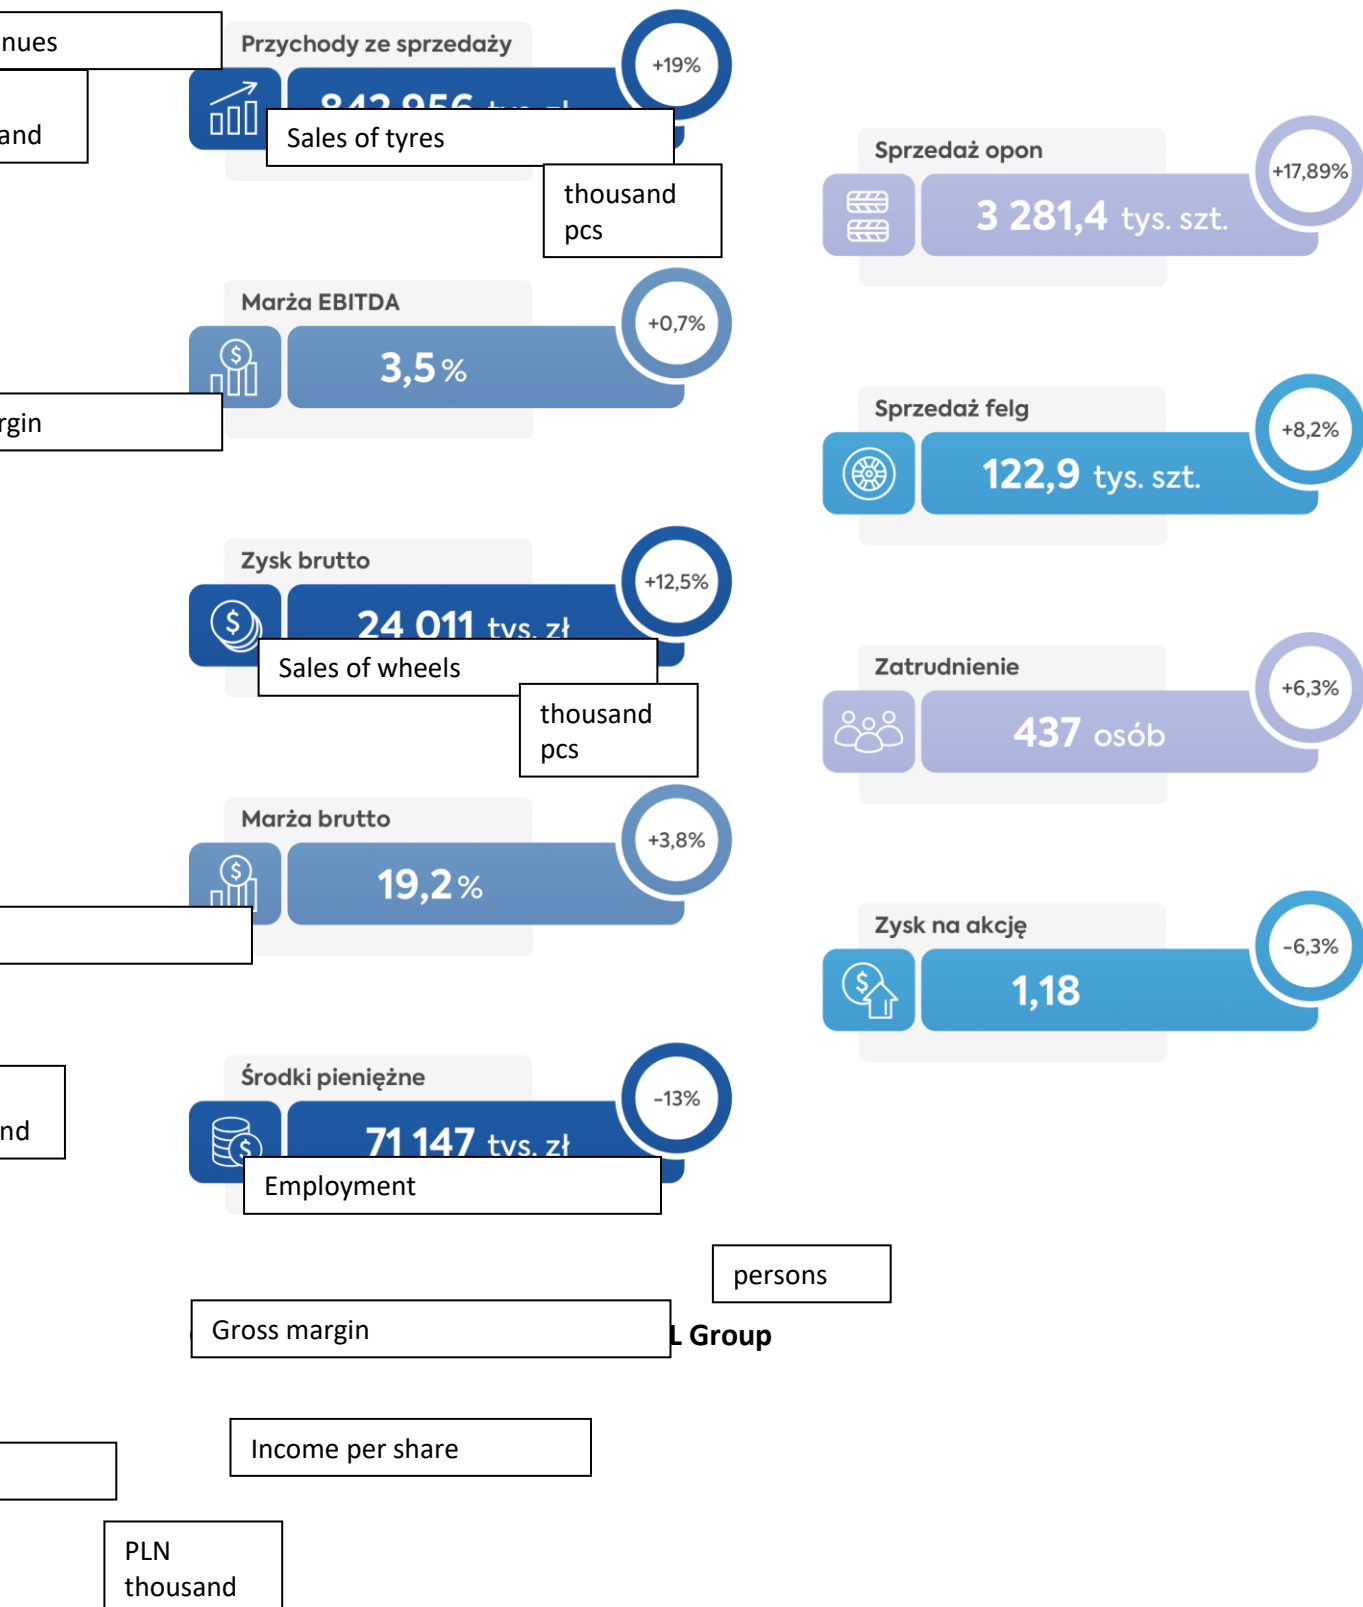 Przychody ze sprzedaży
+19%
842 956
Sales of tyres
thousand
pcs
Sprzedaż opon
+17,89%
3 281,4 tys. szt.
Marża EBITDA
+0,7%
3,5%
Sprzedaż felg
+8,2%
122,9 tys. szt.
Zysk brutto
+12,5%
24 011 tys. zł
Sales of wheels
thousand
pcs
Zatrudnienie
+6,3%
437 osób
Marża brutto
+3,8%
19,2%
Zysk na akcję
-6,3%
1,18
Środki pieniężne
-13%
71 147 tys. zł
Employment
persons
Gross margin
Group
Income per share
PLN
thousand